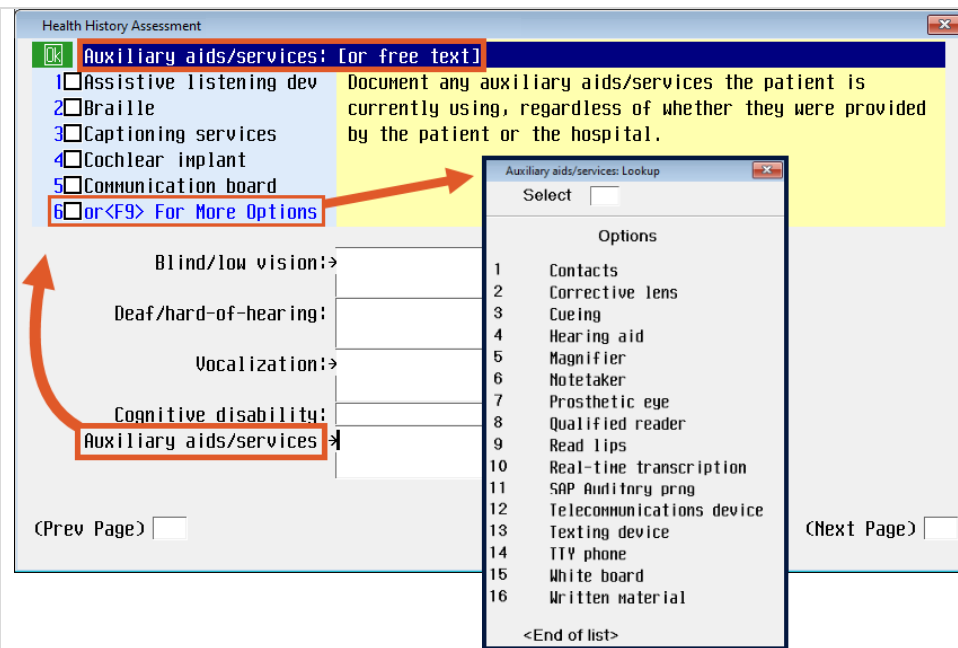 Health History Assessment
Ok Auxiliary aids/services: [or free text]
1 Assistive listening dev
2 Braille
3 Captioning services
4 Cochlear implant
5 Communication board
6 or<F9> For More Options
Document any auxiliary aids/services the patient is
currently using, regardless of whether they were provided
by the patient or the hospital.
Blind/low vision:→
Deaf/hard-of-hearing:
Vocalization:→
Cognitive disability:
Auxiliary aids/services →
(Prev Page)
(Next Page)
Auxiliary aids/services: Lookup
Select
Options
1 Contacts
2 Corrective lens
3 Cueing
4 Hearing aid
5 Magnifier
6 Notetaker
7 Prosthetic eye
8 Qualified reader
9 Read lips
10 Real-time transcription
11 SAP Auditory prog
12 Telecommunications device
13 Texting device
14 TTY phone
15 White board
16 Written material
<End of list>